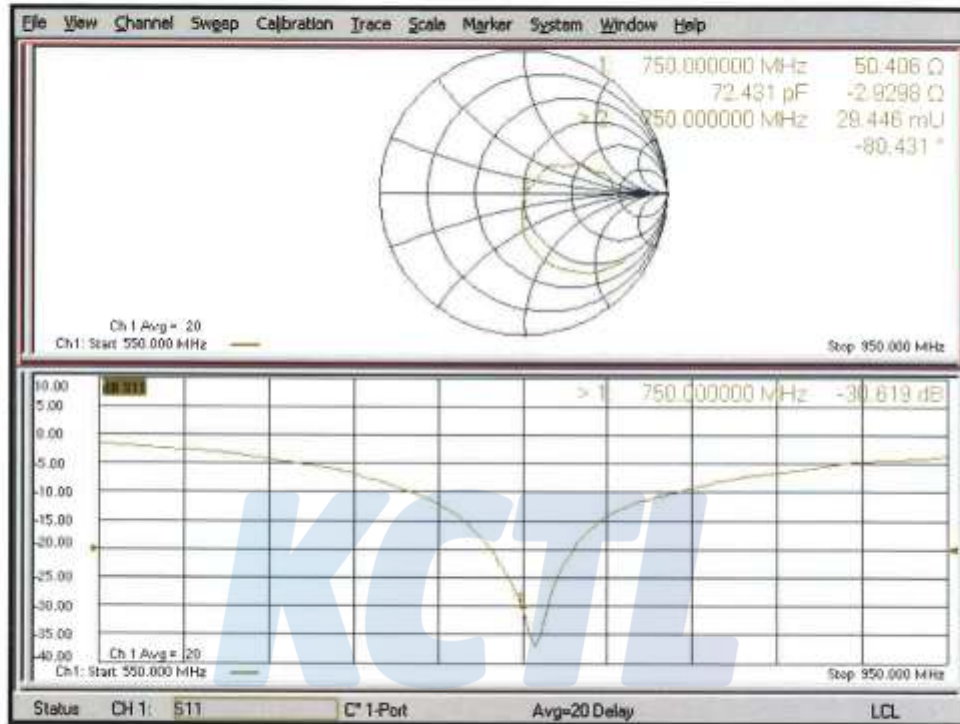 File View Channel Sweep Calibration Trace Scale Marker System Window Help
1 750.000000 MHz 50.406 Ω
72.431 pF -2.9298 Ω
> 2 750.000000 MHz 29.446 mU
-80.431 °
Ch 1 Avg = 20
Ch1: Start 550.000 MHz
Stop 950.000 MHz
> 1 750.000000 MHz -30.619 dB
10.00
5.00
0.00
-5.00
-10.00
-15.00
-20.00
-25.00
-30.00
-35.00
-40.00
KCTL
Ch 1 Avg = 20
Ch1: Start 550.000 MHz
Stop 950.000 MHz
Status CH 1: S11 C* 1-Port Avg=20 Delay LCL